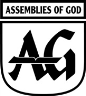 ASSEMBLIES OF GOD
AG